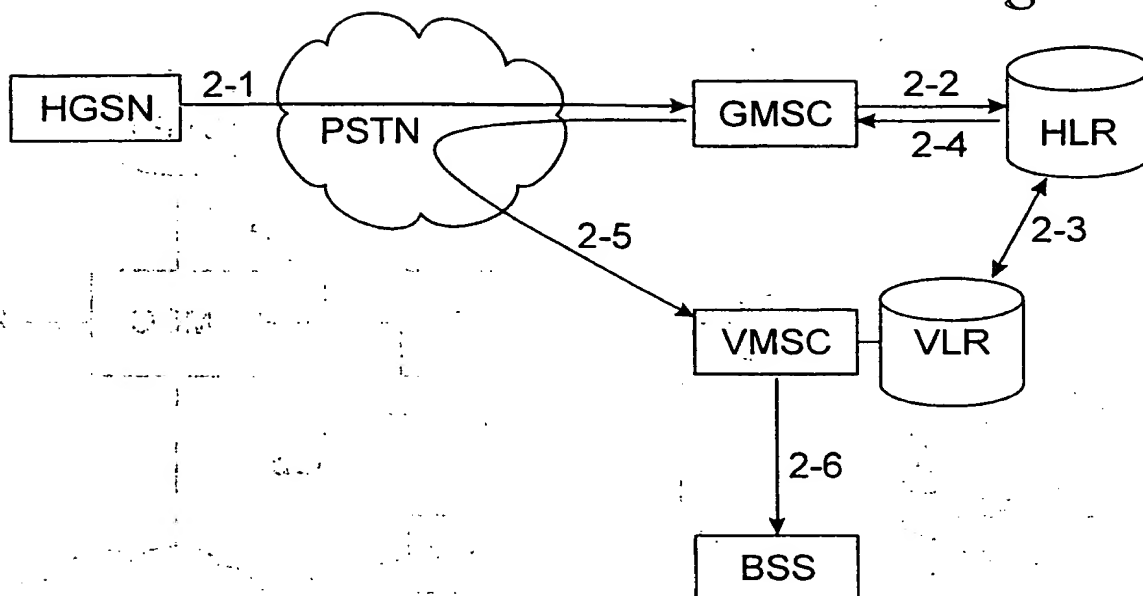 g
2-1
2-2
HGSN
PSTN
GMSC
HLR
2-4
2-5
2-3
VMSC
VLR
2-6
BSS